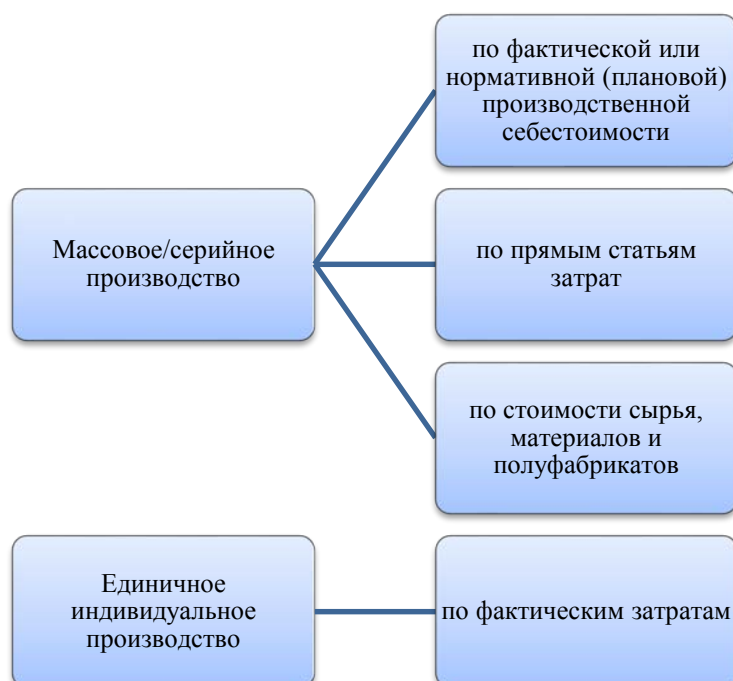 по фактической или
нормативной (плановой)
производственной
себестоимости
Массовое/серийное
производство
по прямым статьям
затрат
по стоимости сырья,
материалов и
полуфабрикатов
Единичное
индивидуальное
производство
по фактическим затратам